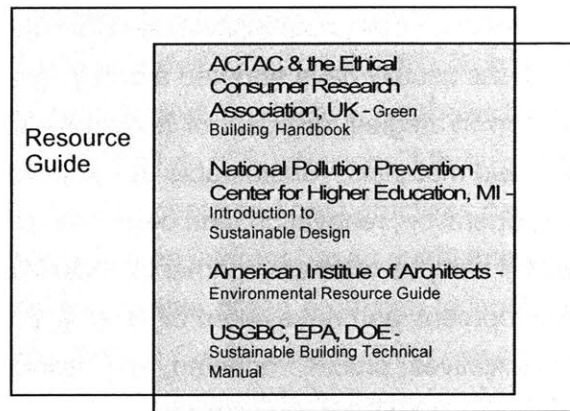 Resource
Guide
ACTAC & the Ethical
Consumer Research
Association, UK - Green
Building Handbook
National Pollution Prevention
Center for Higher Education, MI -
Introduction to
Sustainable Design
American Institue of Architects -
Environmental Resource Guide
USGBC, EPA, DOE -
Sustainable Building Technical
Manual